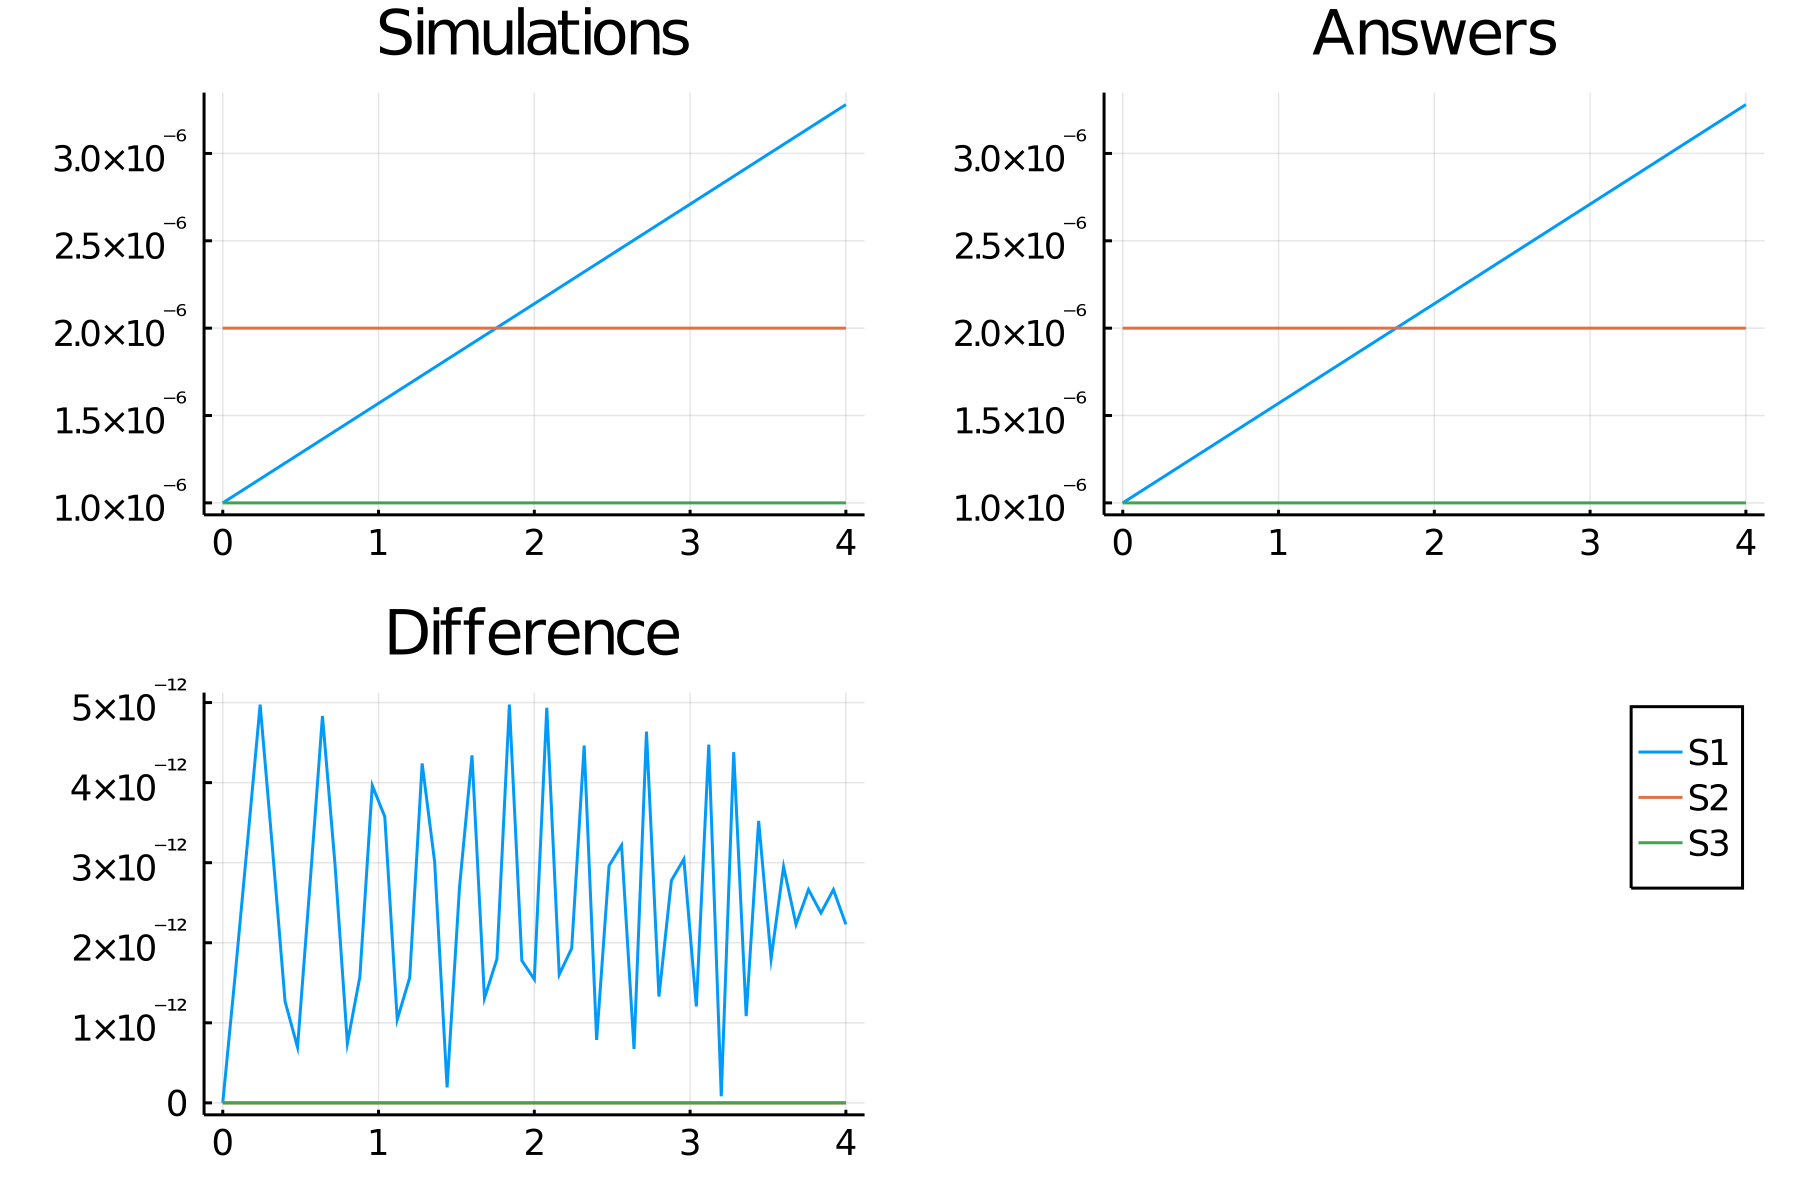 Simulations
3.0×10⁻⁶
2.5×10⁻⁶
2.0×10⁻⁶
1.5×10⁻⁶
1.0×10⁻⁶
0 1 2 3 4
Answers
3.0×10⁻⁶
2.5×10⁻⁶
2.0×10⁻⁶
1.5×10⁻⁶
1.0×10⁻⁶
0 1 2 3 4
Difference
5×10⁻¹²
4×10⁻¹²
3×10⁻¹²
2×10⁻¹²
1×10⁻¹²
0
0 1 2 3 4
S1
S2
S3